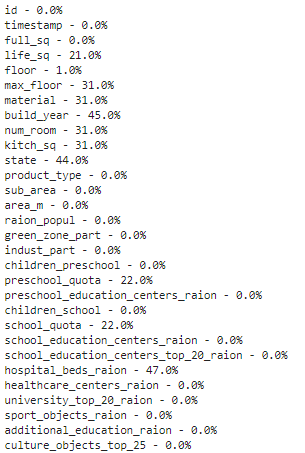 id - 0.0%
timestamp - 0.0%
full_sq - 0.0%
life_sq - 21.0%
floor - 1.0%
max_floor - 31.0%
material - 31.0%
build_year - 45.0%
num_room - 31.0%
kitch_sq - 31.0%
state - 44.0%
product_type - 0.0%
sub_area - 0.0%
area_m - 0.0%
raion_popul - 0.0%
green_zone_part - 0.0%
indust_part - 0.0%
children_preschool - 0.0%
preschool_quota - 22.0%
preschool_education_centers_raion - 0.0%
children_school - 0.0%
school_quota - 22.0%
school_education_centers_raion - 0.0%
school_education_centers_top_20_raion - 0.0%
hospital_beds_raion - 47.0%
healthcare_centers_raion - 0.0%
university_top_20_raion - 0.0%
sport_objects_raion - 0.0%
additional_education_raion - 0.0%
culture_objects_top_25 - 0.0%